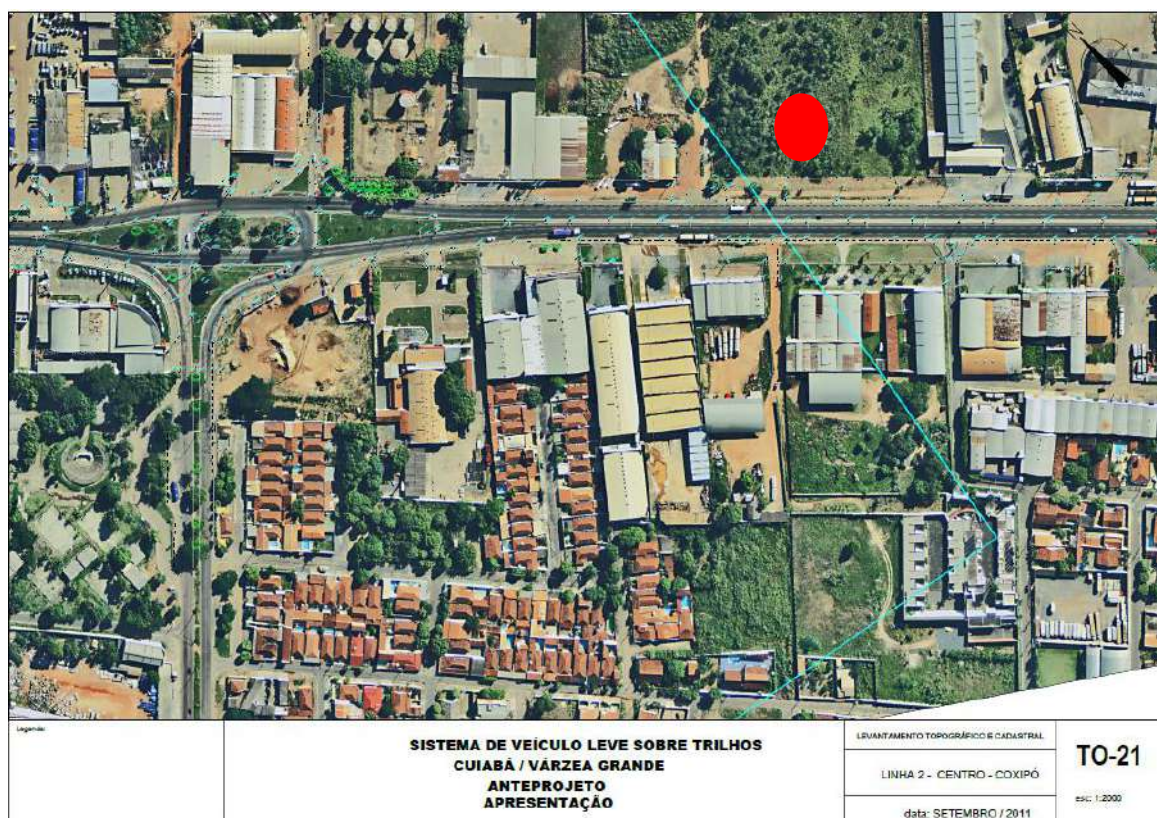 Legenda:
SISTEMA DE VEÍCULO LEVE SOBRE TRILHOS
CUIABÁ / VÁRZEA GRANDE
ANTEPROJETO
APRESENTAÇÃO
LEVANTAMENTO TOPOGRÁFICO E CADASTRAL
LINHA 2 - CENTRO - COXIPÓ
data: SETEMBRO / 2011
TO-21
esc: 1:2000